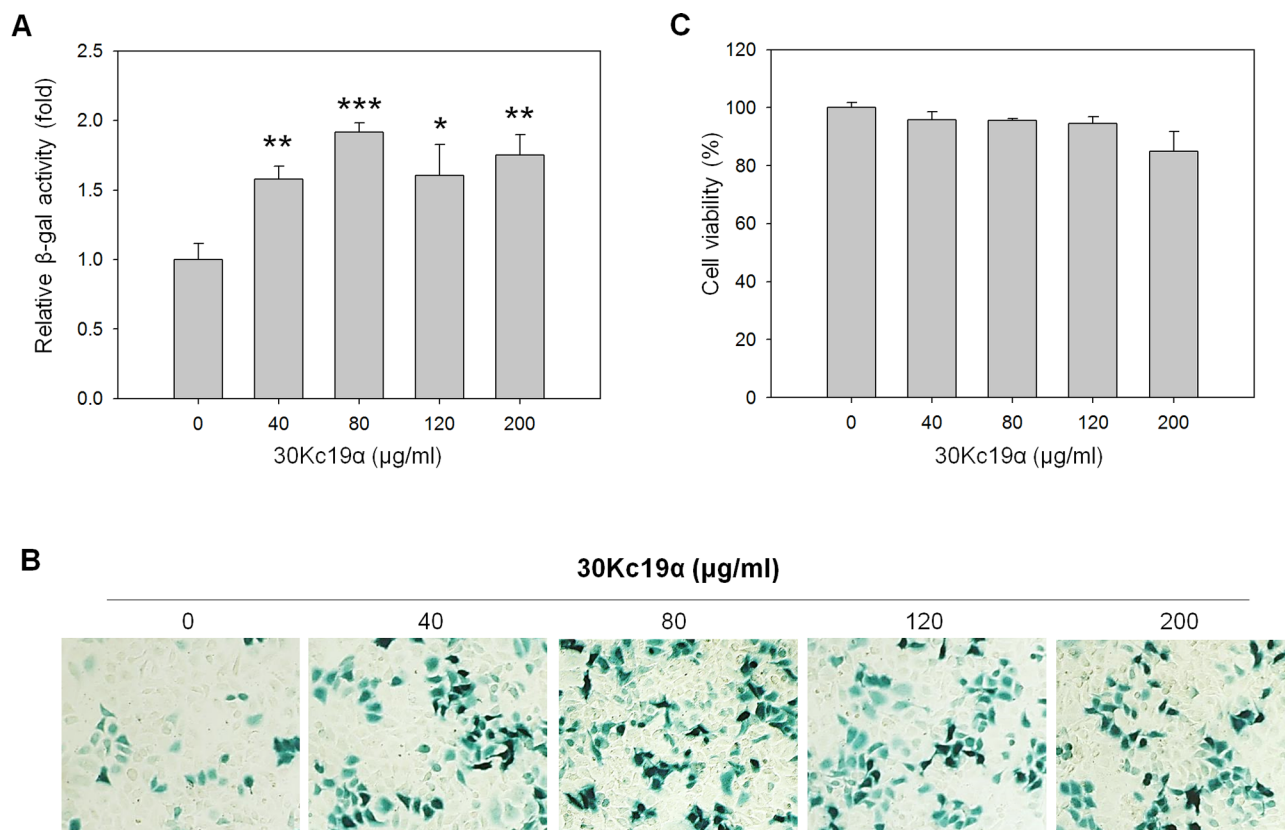 A
Relative β-gal activity (fold)
2.5
2.0
1.5
1.0
0.5
0.0
**
***
*
**
0 40 80 120 200
30Kc19α (µg/ml)
C
Cell viability (%)
120
100
80
60
40
20
0
0 40 80 120 200
30Kc19α (µg/ml)
B
30Kc19α (µg/ml)
0 40 80 120 200